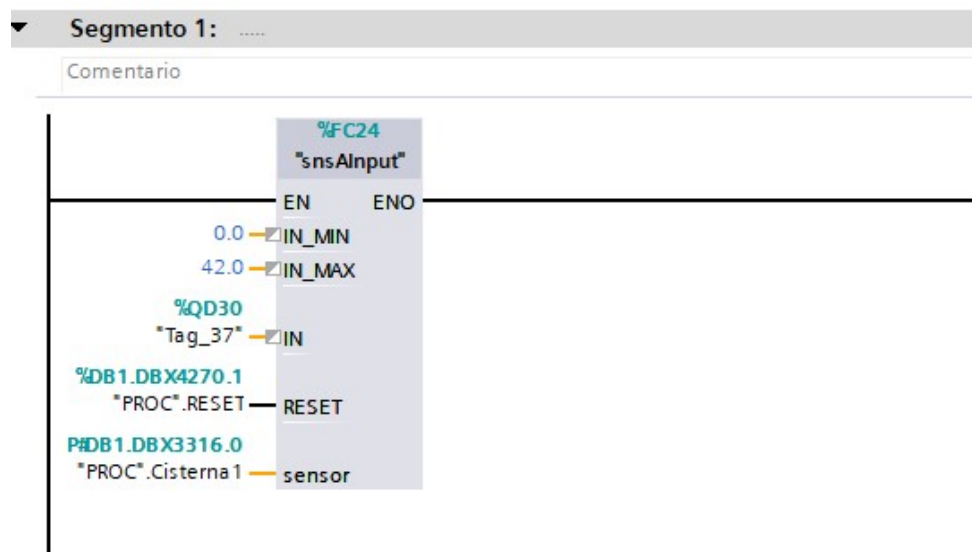 Segmento 1: .....
Comentario
%FC24
"snsAInput"
EN ENO
0.0 IN_MIN
42.0 IN_MAX
%QD30
"Tag_37" IN
%DB1.DBX4270.1
"PROC".RESET RESET
P#DB1.DBX3316.0
"PROC".Cisterna1 sensor